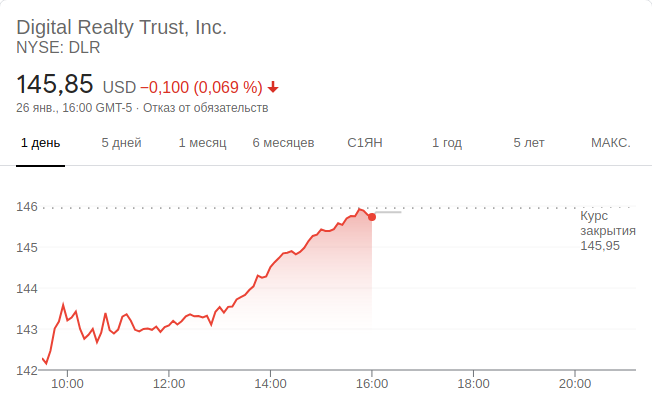 Digital Realty Trust, Inc.
NYSE: DLR
145,85 USD −0,100 (0,069 %)
26 янв., 16:00 GMT-5 · Отказ от обязательств
1 день 5 дней 1 месяц 6 месяцев С1ЯН 1 год 5 лет МАКС.
146
Курс
закрытия
145,95
145
144
143
142
10:00 12:00 14:00 16:00 18:00 20:00